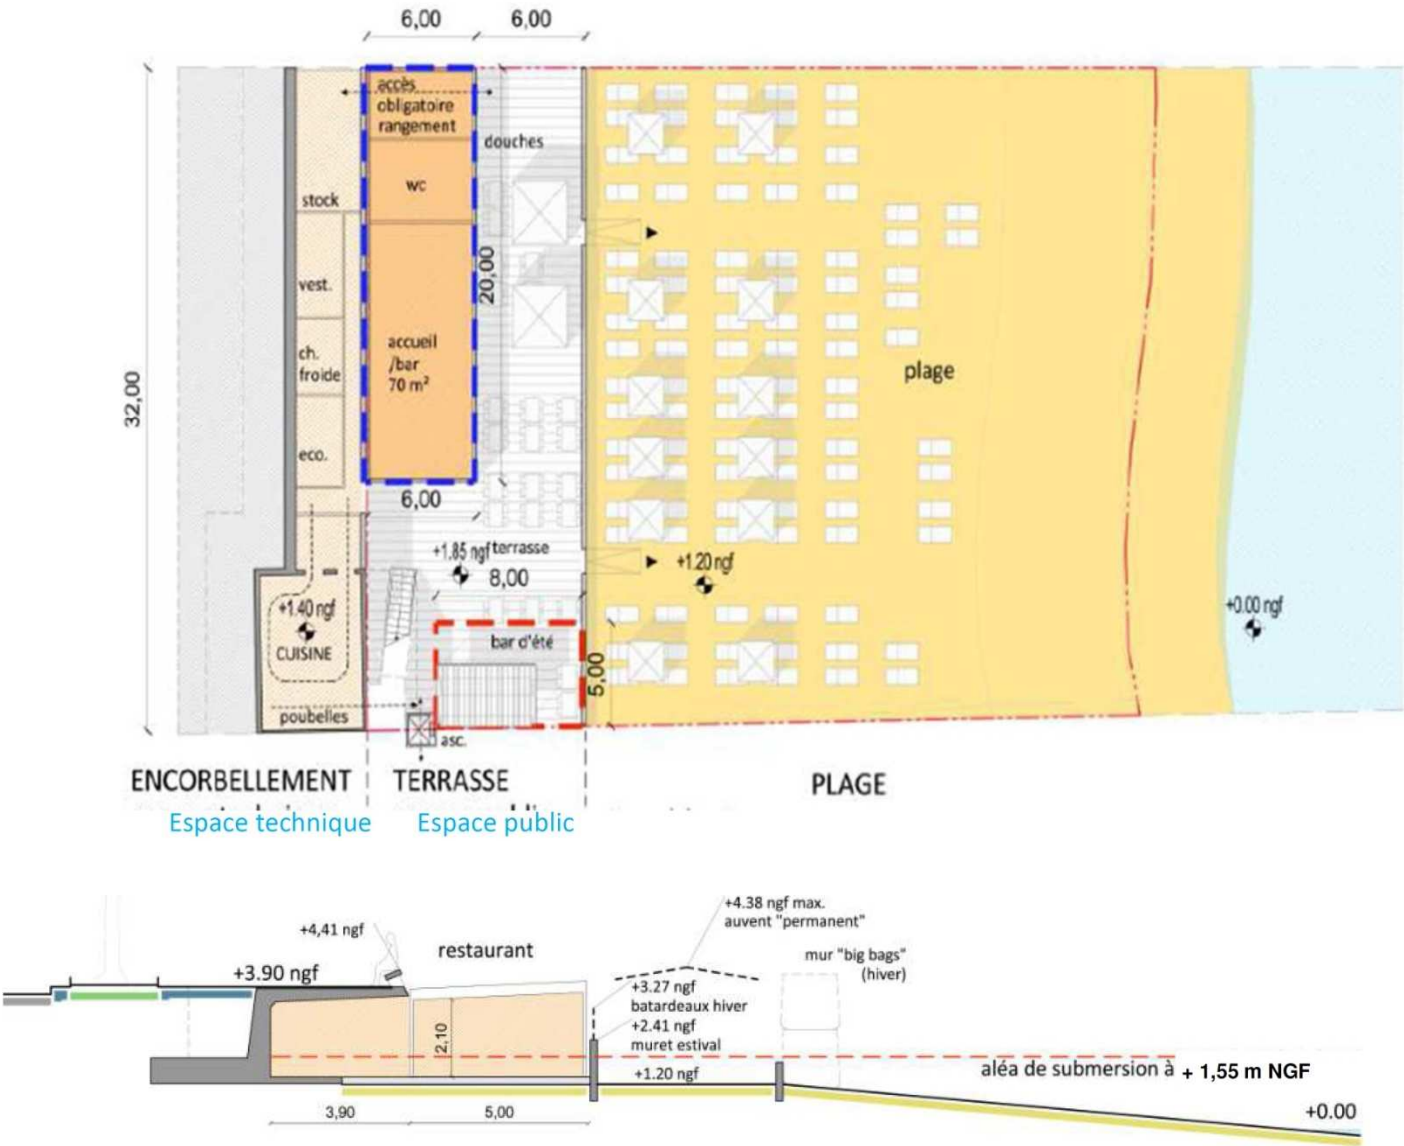 6,00
6,00
accès
obligatoire
rangement
douches
wc
stock
20,00
vest.
accueil
/bar
70 m²
ch.
froide
plage
32,00
eco.
6,00
+1,85 ngf
terrasse
8,00
+1.20 ngf
+1.40 ngf
CUISINE
+0.00 ngf
bar d'été
5,00
poubelles
asc.
ENCORBELLEMENT
TERRASSE
PLAGE
Espace technique
Espace public
+4,41 ngf
restaurant
+3.90 ngf
+4.38 ngf max.
auvent "permanent"
mur "big bags"
(hiver)
+3.27 ngf
batardeaux hiver
+2.41 ngf
muret estival
2,10
+1.20 ngf
aléa de submersion à + 1,55 m NGF
3,90
5,00
+0.00